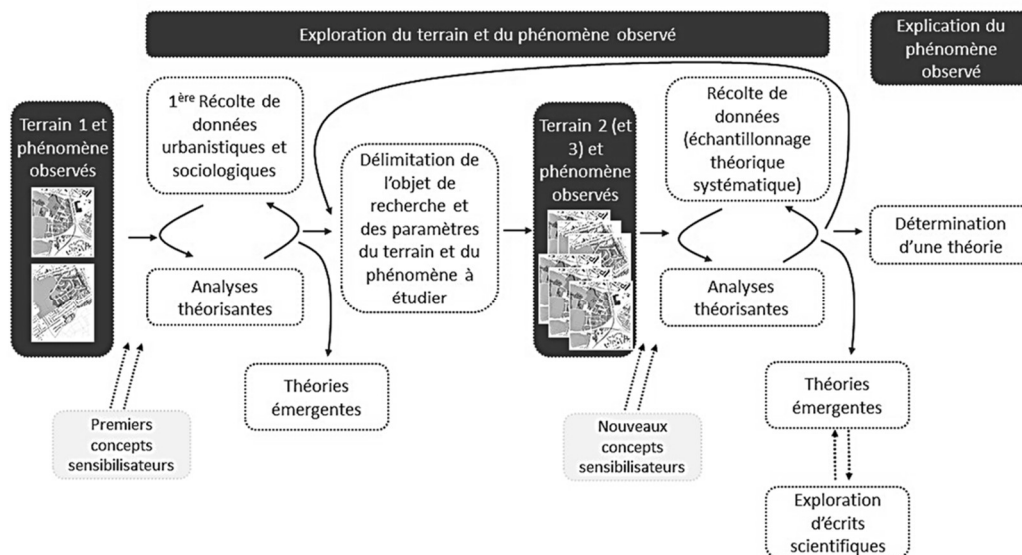 Exploration du terrain et du phénomène observé
Explication du
phénomène
observé
Terrain 1 et
phénomène
observés
1ère Récolte de
données
urbanistiques et
sociologiques
Analyses
théorisantes
Premiers
concepts
sensibilisateurs
Théories
émergentes
Délimitation de
l'objet de
recherche et
des paramètres
du terrain et du
phénomène à
étudier
Terrain 2 (et
3) et phénomène
observés
Récolte de
données
(échantillonnage
théorique
systématique)
Analyses
théorisantes
Nouveaux
concepts
sensibilisateurs
Théories
émergentes
Exploration
d'écrits
scientifiques
Détermination
d'une théorie